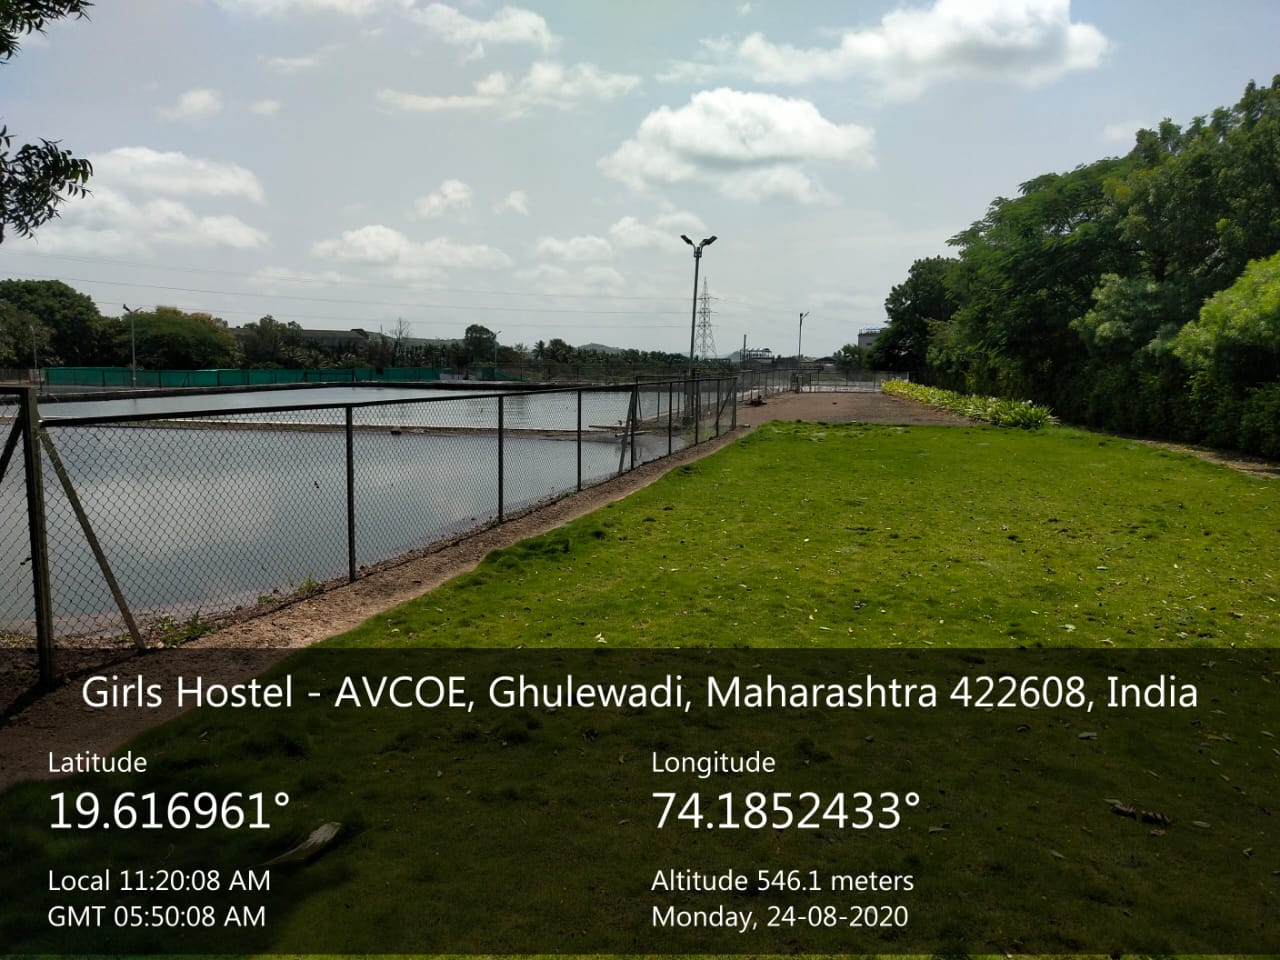 Girls Hostel - AVCOE, Ghulewadi, Maharashtra 422608, India
Latitude
19.616961°
Longitude
74.1852433°
Local 11:20:08 AM
GMT 05:50:08 AM
Altitude 546.1 meters
Monday, 24-08-2020